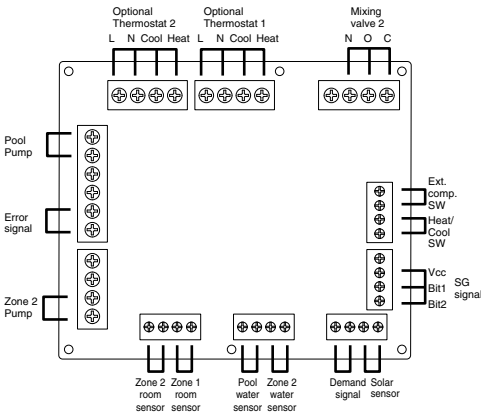 Optional
Thermostat 2
L N Cool Heat
Optional
Thermostat 1
L N Cool Heat
Mixing
valve 2
N O C
Pool
Pump
Error
signal
Zone 2
Pump
Ext.
comp.
SW
Heat/
Cool
SW
Vcc
Bit1
Bit2
SG
signal
Zone 2
room
sensor
Zone 1
room
sensor
Pool
water
sensor
Zone 2
water
sensor
Demand
signal
Solar
sensor